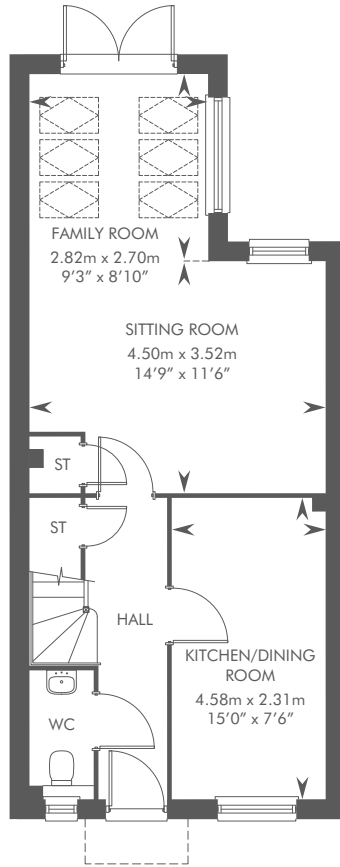 FAMILY ROOM
2.82m x 2.70m
9’3” x 8’10”
SITTING ROOM
4.50m x 3.52m
14’9” x 11’6”
ST
ST
HALL
KITCHEN/DINING
ROOM
4.58m x 2.31m
15’0” x 7’6”
WC